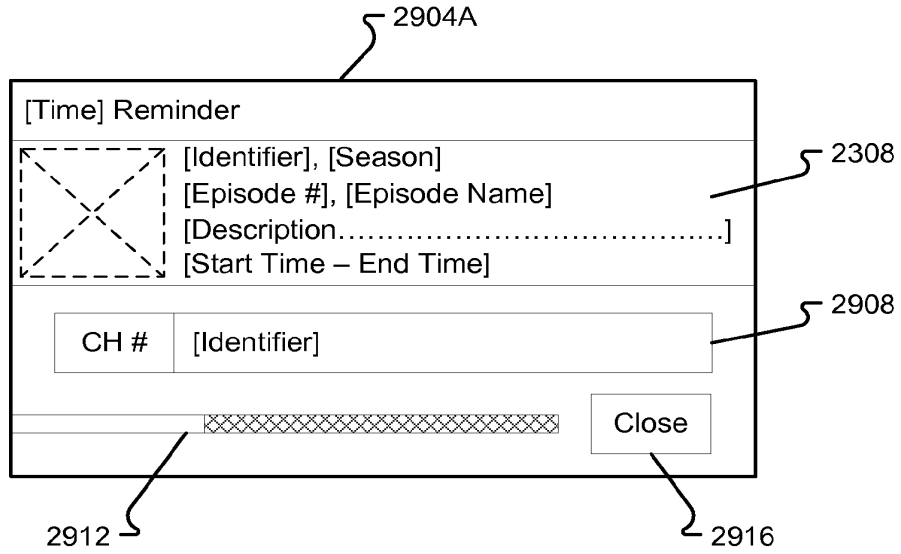 2904A
[Time] Reminder
[Identifier], [Season]
2308
[Episode #], [Episode Name]
[Description.......................................]
[Start Time – End Time]
2908
CH # [Identifier]
Close
2912
2916